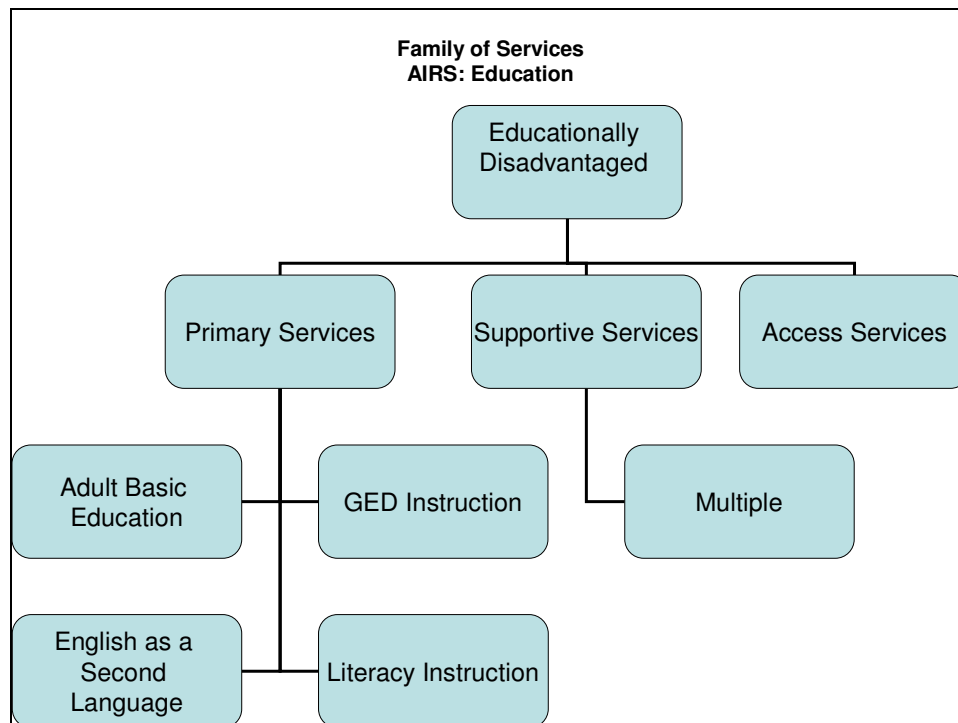 Family of Services
AIRS: Education
Educationally
Disadvantaged
Primary Services
Supportive Services
Access Services
Adult Basic
Education
GED Instruction
Multiple
English as a
Second
Language
Literacy Instruction